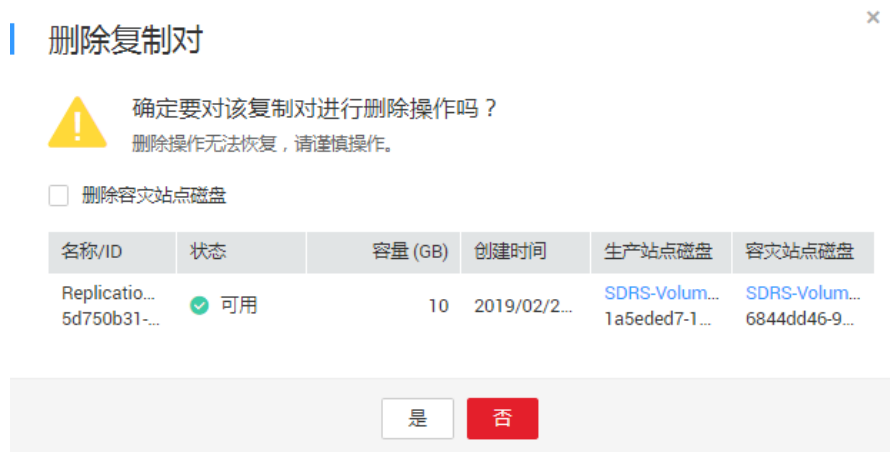 删除复制对
确定要对该复制对进行删除操作吗？
删除操作无法恢复，请谨慎操作。
删除容灾站点磁盘
名称/ID 状态 容量 (GB) 创建时间 生产站点磁盘 容灾站点磁盘
Replicatio... 可用 10 2019/02/2... SDRS-Volum... SDRS-Volum...
5d750b31-... 1a5eded7-1... 6844dd46-9...
是 否